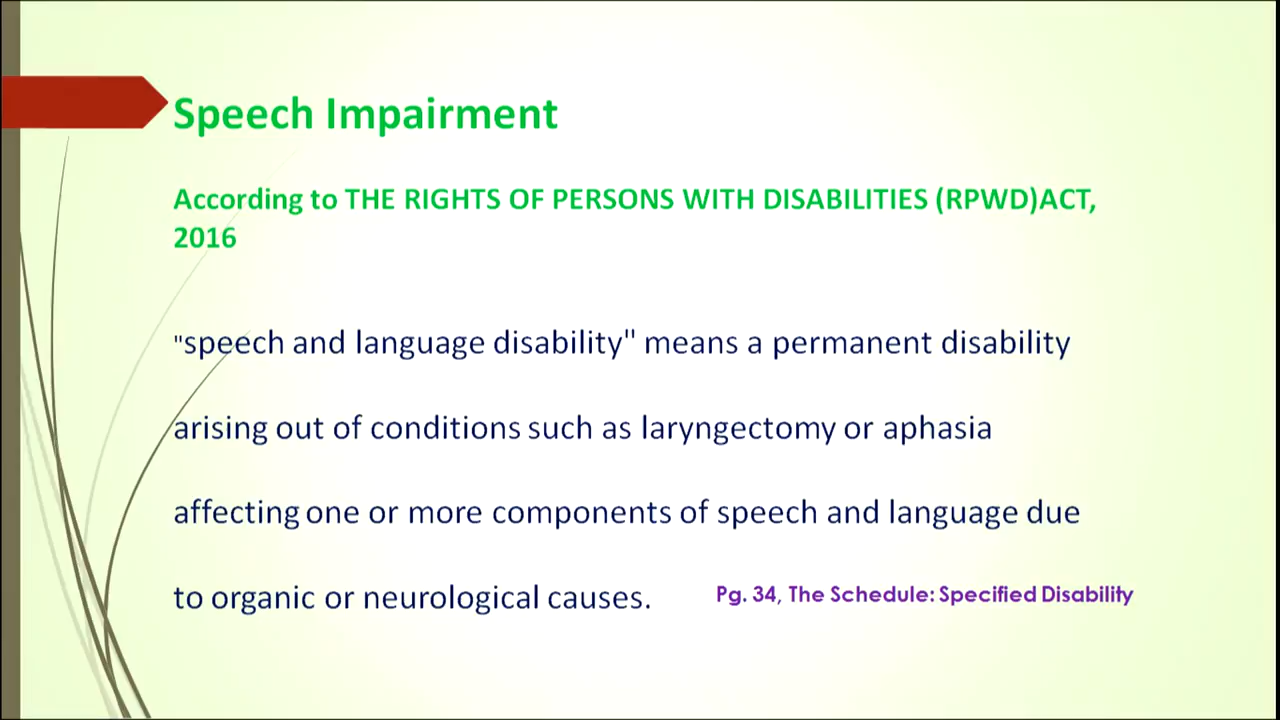 Speech Impairment
According to THE RIGHTS OF PERSONS WITH DISABILITIES (RPWD)ACT,
2016
"speech and language disability" means a permanent disability
arising out of conditions such as laryngectomy or aphasia
affecting one or more components of speech and language due
to organic or neurological causes. Pg. 34, The Schedule: Specified Disability